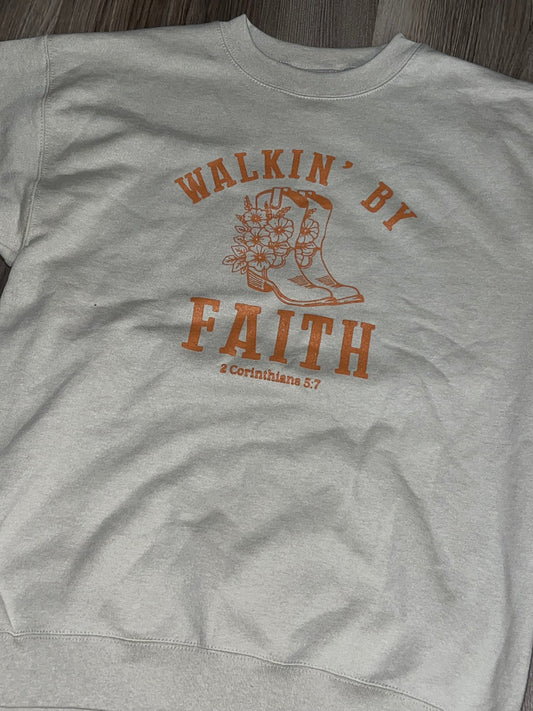 WALKIN' BY
FAITH
2 Corinthians 5:7